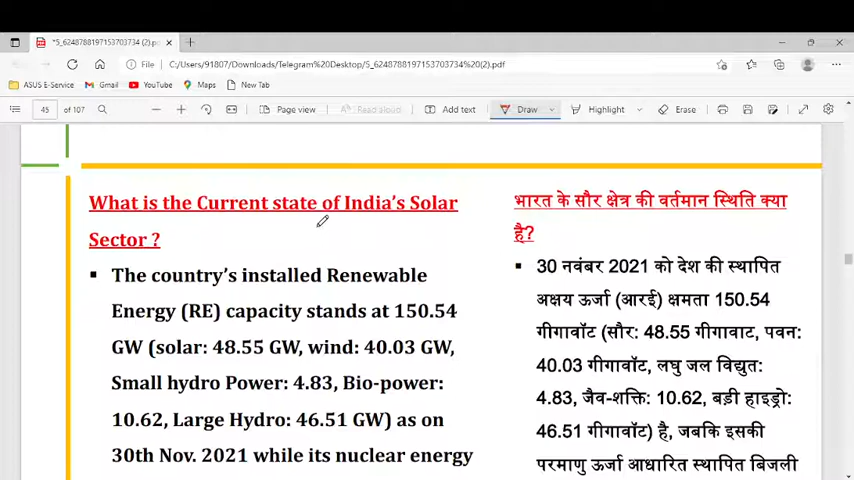 *5_6248788197153703734 (2).pdf
File
C:/Users/91807/Downloads/Telegram%20Desktop/5_6248788197153703734%20(2).pdf
ASUS E-Service
Gmail
YouTube
Maps
New Tab
45 of 107
Page view
Read aloud
Add text
Draw
Highlight
Erase
What is the Current state of India's Solar
Sector ?
▪ The country's installed Renewable
Energy (RE) capacity stands at 150.54
GW (solar: 48.55 GW, wind: 40.03 GW,
Small hydro Power: 4.83, Bio-power:
10.62, Large Hydro: 46.51 GW) as on
30th Nov. 2021 while its nuclear energy
भारत के सौर क्षेत्र की वर्तमान स्थिति क्या
है?
▪ 30 नवंबर 2021 को देश की स्थापित
अक्षय ऊर्जा (आरई) क्षमता 150.54
गीगावॉट (सौर: 48.55 गीगावाट, पवन:
40.03 गीगावॉट, लघु जल विद्युत:
4.83, जैव-शक्ति: 10.62, बड़ी हाइड्रो:
46.51 गीगावॉट) है, जबकि इसकी
परमाणु ऊर्जा आधारित स्थापित बिजली